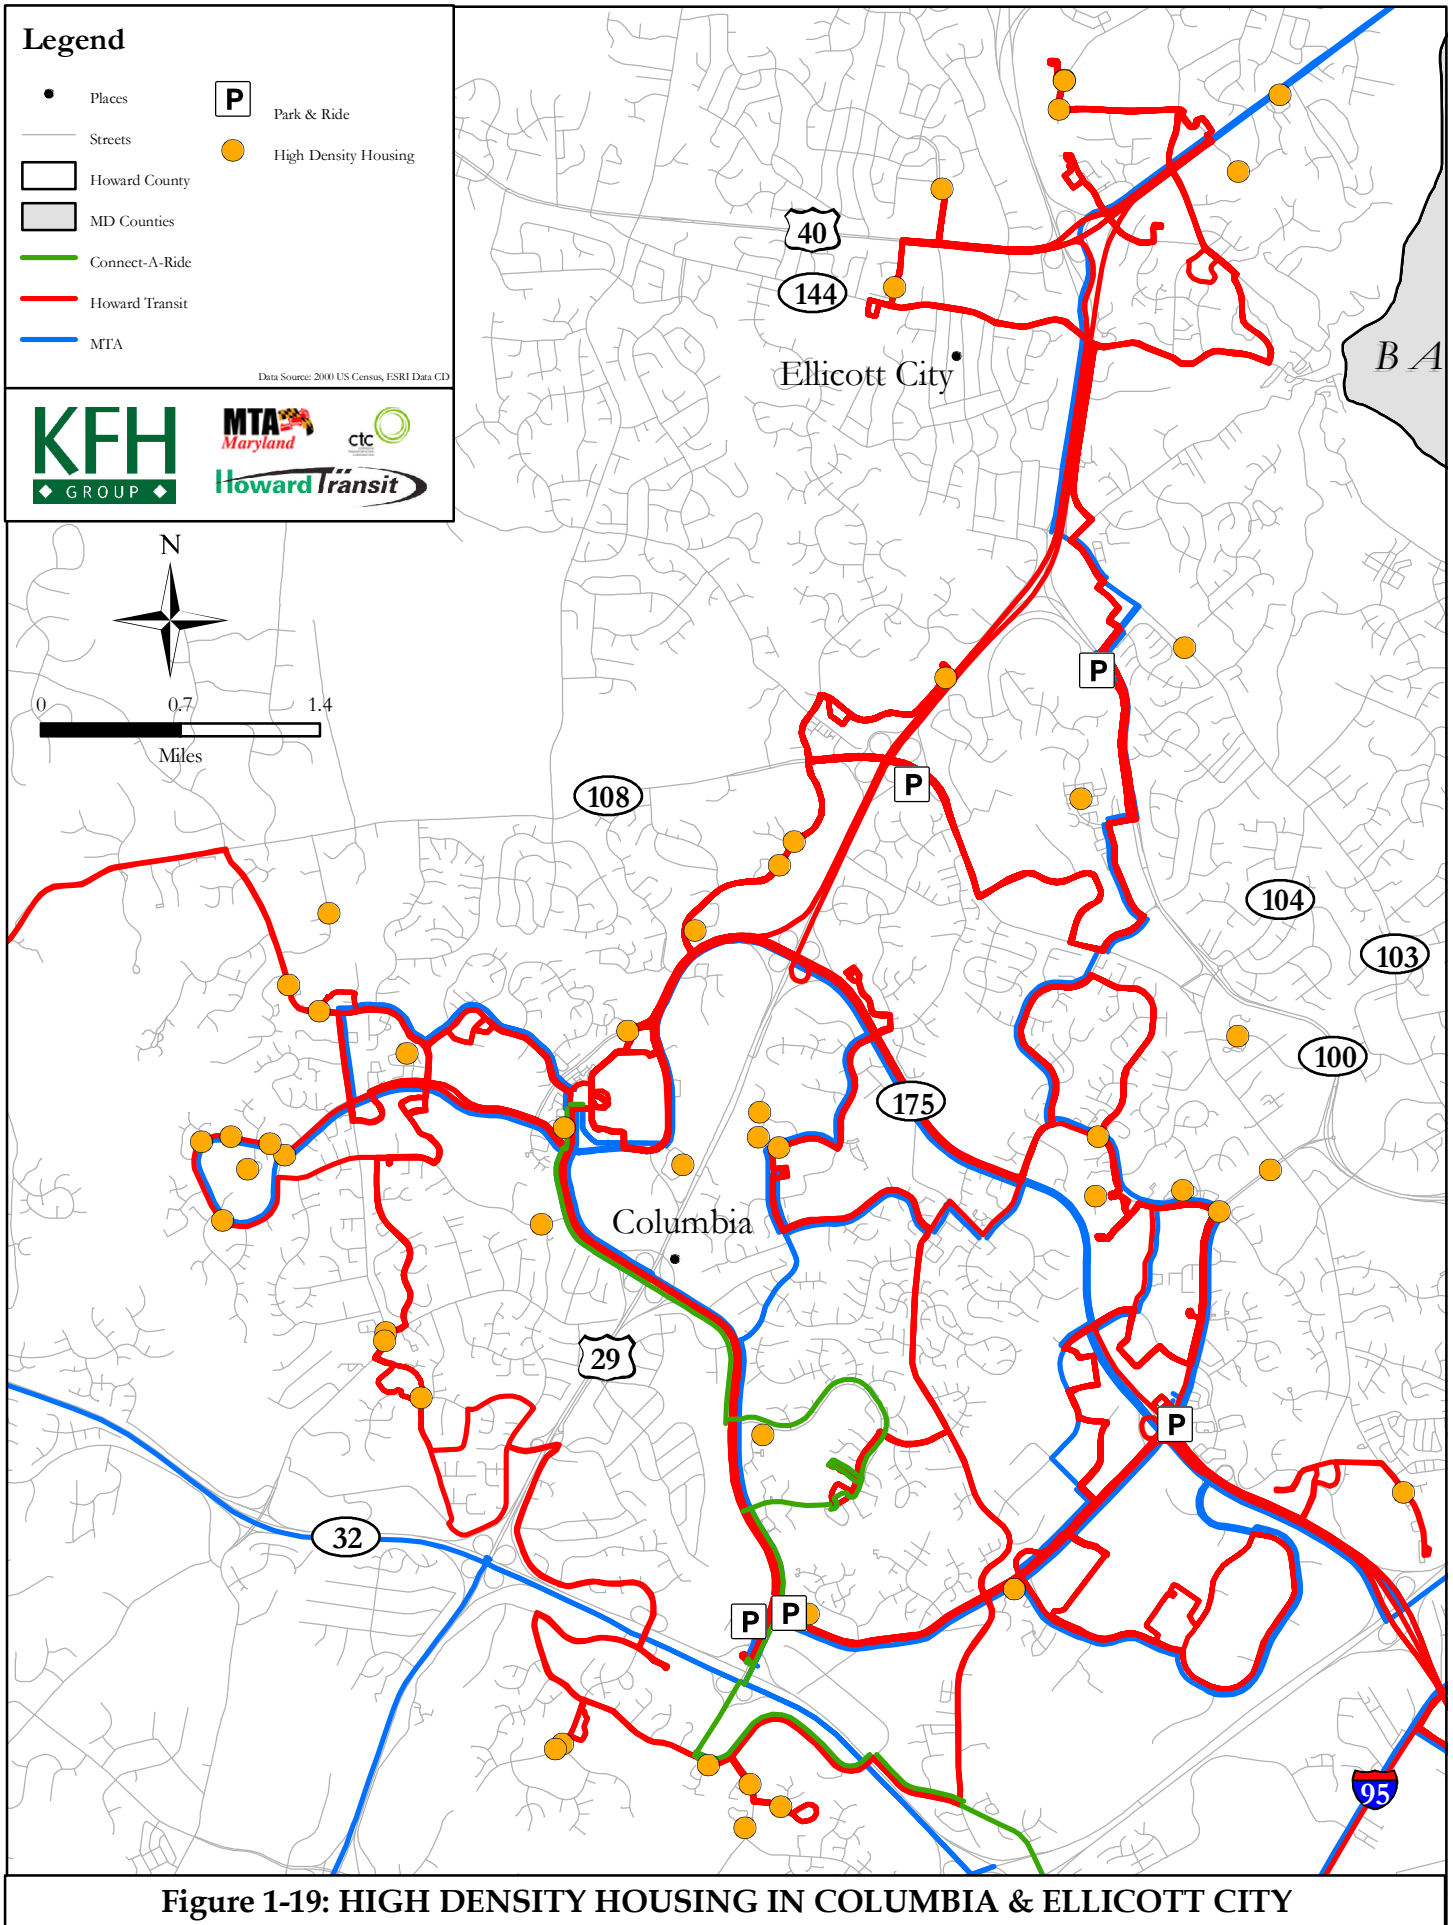 Legend
Places
Streets
Howard County
MD Counties
Connect-A-Ride
Howard Transit
MTA
P
Park & Ride
High Density Housing
Data Source: 2000 US Census, ESRI Data CD
KFH
GROUP
MTA
Maryland
ctc
Howard Transit
N
0 0.7 1.4
Miles
40
144
Ellicott City
B A
P
P
108
104
103
100
175
Columbia
29
P
32
P
P
95
Figure 1-19: HIGH DENSITY HOUSING IN COLUMBIA & ELLICOTT CITY